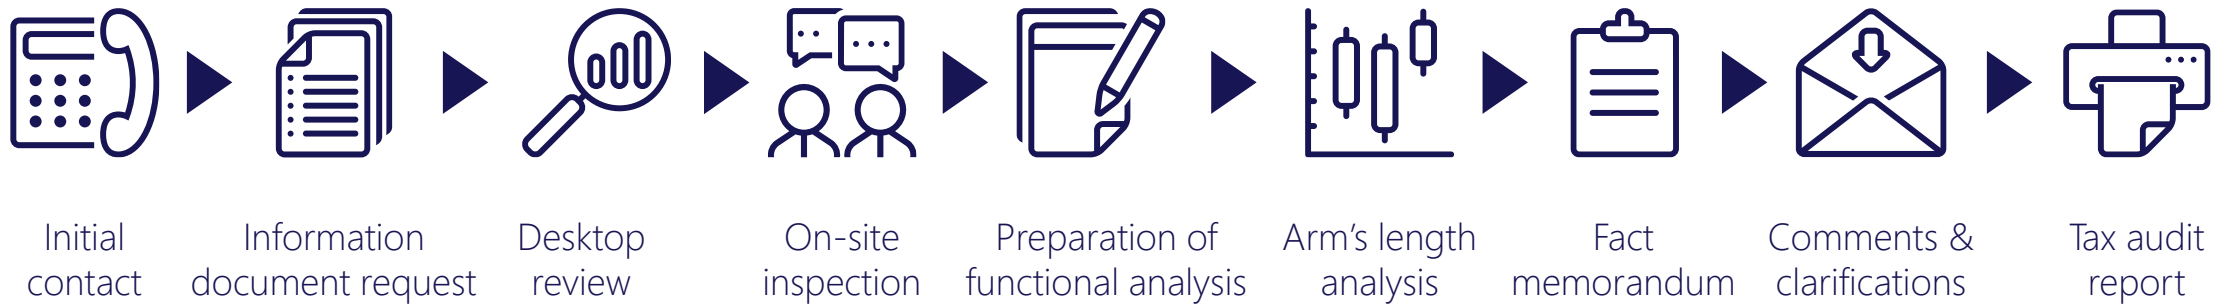 Initial
contact
Information
document request
Desktop
review
On-site
inspection
Preparation of
functional analysis
Arm’s length
analysis
Fact
memorandum
Comments &
clarifications
Tax audit
report